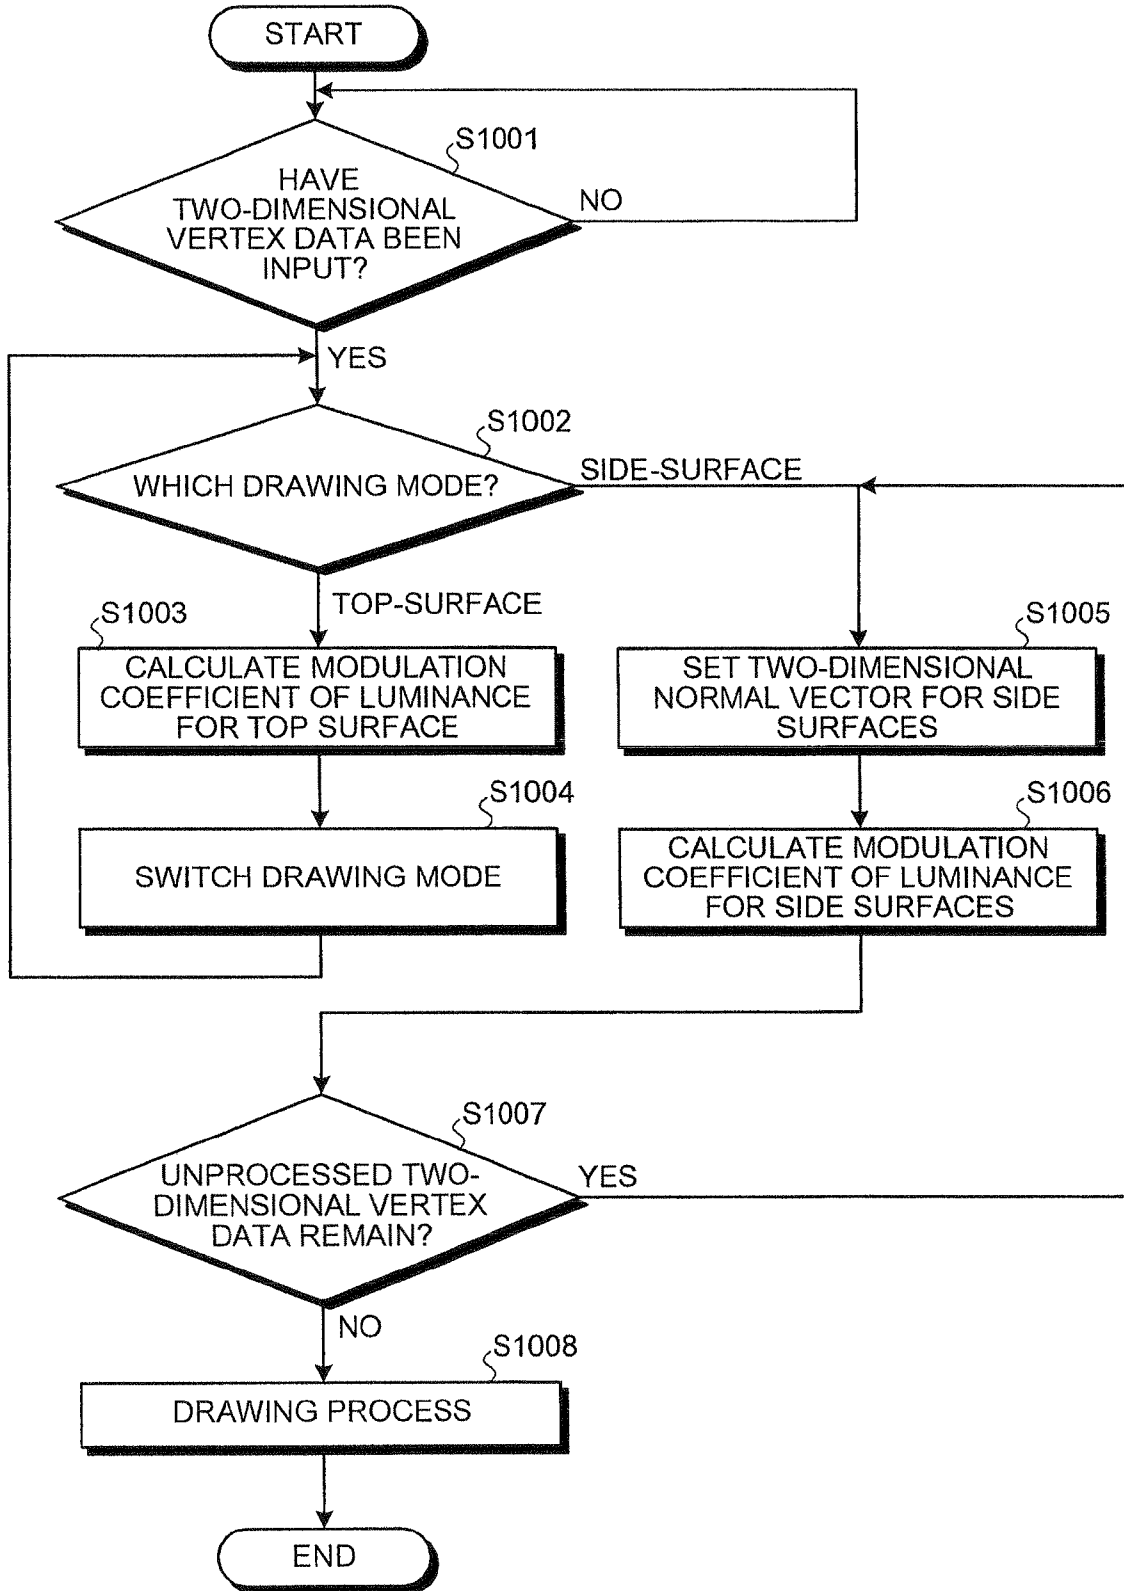 START
S1001
HAVE
TWO-DIMENSIONAL
VERTEX DATA BEEN
INPUT?
NO
YES
S1002
WHICH DRAWING MODE?
SIDE-SURFACE
TOP-SURFACE
S1003
CALCULATE MODULATION
COEFFICIENT OF LUMINANCE
FOR TOP SURFACE
S1005
SET TWO-DIMENSIONAL
NORMAL VECTOR FOR SIDE
SURFACES
S1004
SWITCH DRAWING MODE
S1006
CALCULATE MODULATION
COEFFICIENT OF LUMINANCE
FOR SIDE SURFACES
S1007
UNPROCESSED TWO-
DIMENSIONAL VERTEX
DATA REMAIN?
YES
NO
S1008
DRAWING PROCESS
END